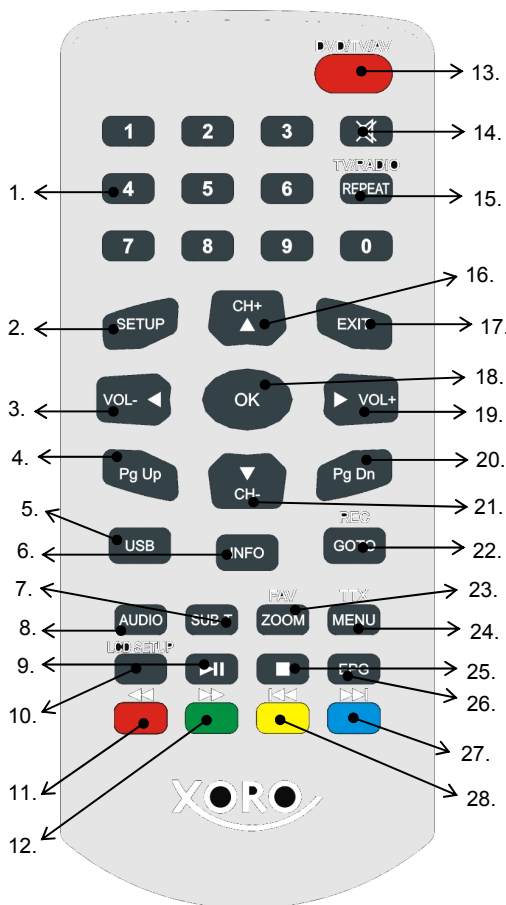 DVD/TV/AV
13.
1 2 3
14.
TV/RADIO
1. 4 5 6 REPEAT
15.
7 8 9 0
16.
2. SETUP CH+ EXIT
17.
18.
3. VOL- OK VOL+
19.
4. Pg Up Pg Dn
20.
CH-
21.
5.
REC
USB INFO GOTO
6.
22.
7.
FAV TTX
23.
8. AUDIO SUB-T ZOOM MENU
24.
LCD SETUP
9.
EPG
25.
10.
26.
27.
11.
28.
XORO
12.